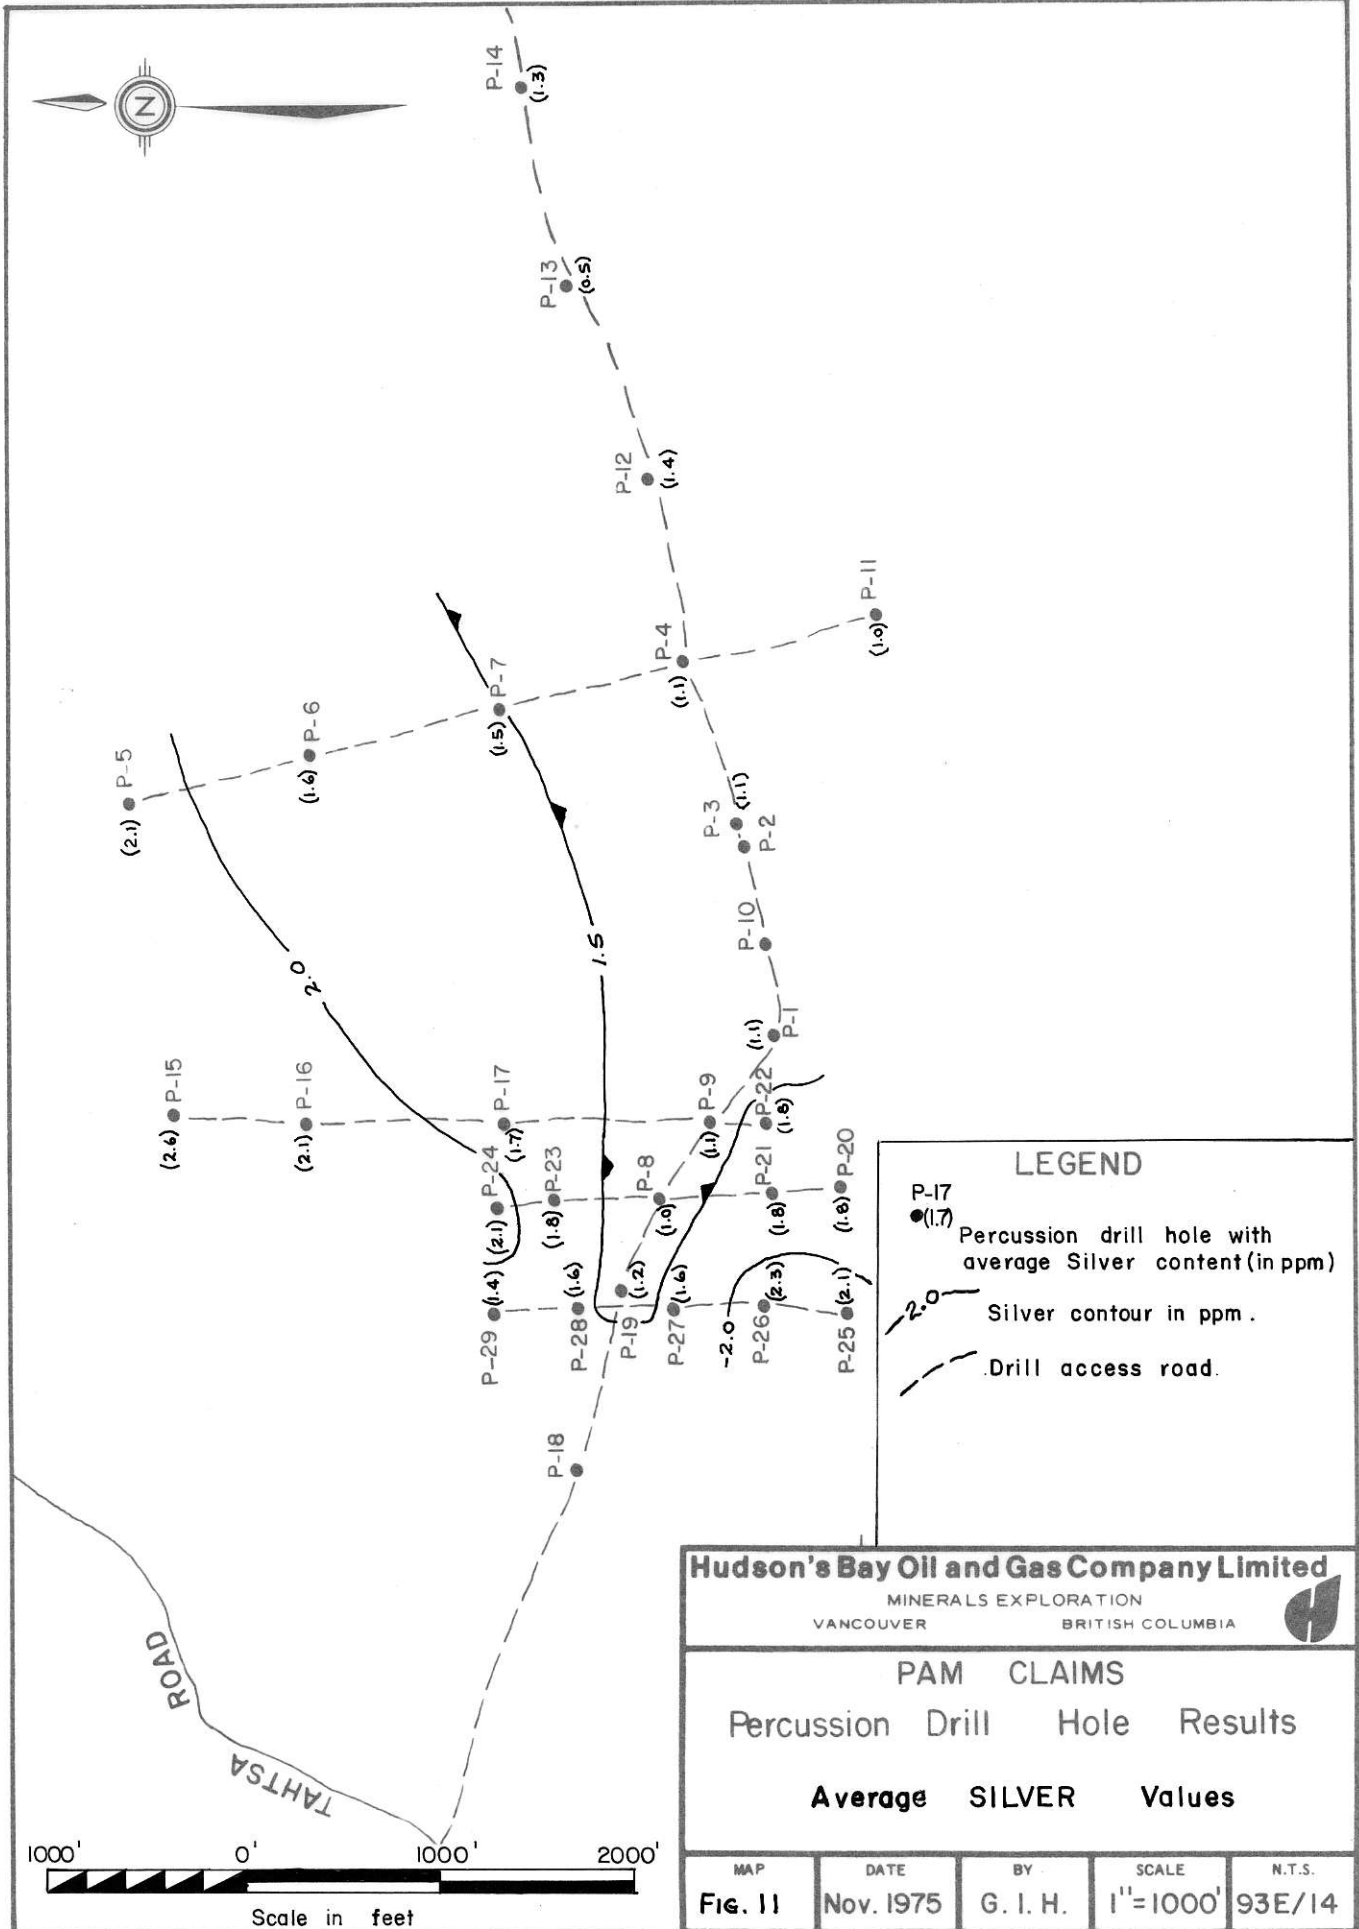 N
P-14
(1.3)
P-13
(0.5)
P-12
(1.4)
P-11
(1.0)
P-4
(1.1)
P-7
(1.5)
P-6
(1.6)
P-5
(2.1)
P-3
(1.1)
P-2
P-10
1.5
2.0
P-1
(1.1)
P-15
(2.6)
P-16
(2.1)
P-17
(1.7)
P-9
(1.1)
P-22
(1.8)
P-24
(2.1)
P-23
(1.8)
P-8
(1.0)
P-21
(1.8)
P-20
(1.8)
P-29
(1.4)
P-28
(1.6)
P-19
(1.2)
P-27
(1.6)
-2.0
P-26
(2.3)
P-25
(2.1)
P-18
LEGEND
P-17
(1.7)
Percussion drill hole with
average Silver content (in ppm)
2.0
Silver contour in ppm.
Drill access road.
TAHTSA ROAD
1000' 0' 1000' 2000'
Scale in feet
Hudson's Bay Oil and Gas Company Limited
MINERALS EXPLORATION
VANCOUVER BRITISH COLUMBIA
PAM CLAIMS
Percussion Drill Hole Results
Average SILVER Values
MAP DATE BY SCALE N.T.S.
FIG. 11 Nov. 1975 G. I. H. 1"=1000' 93E/14